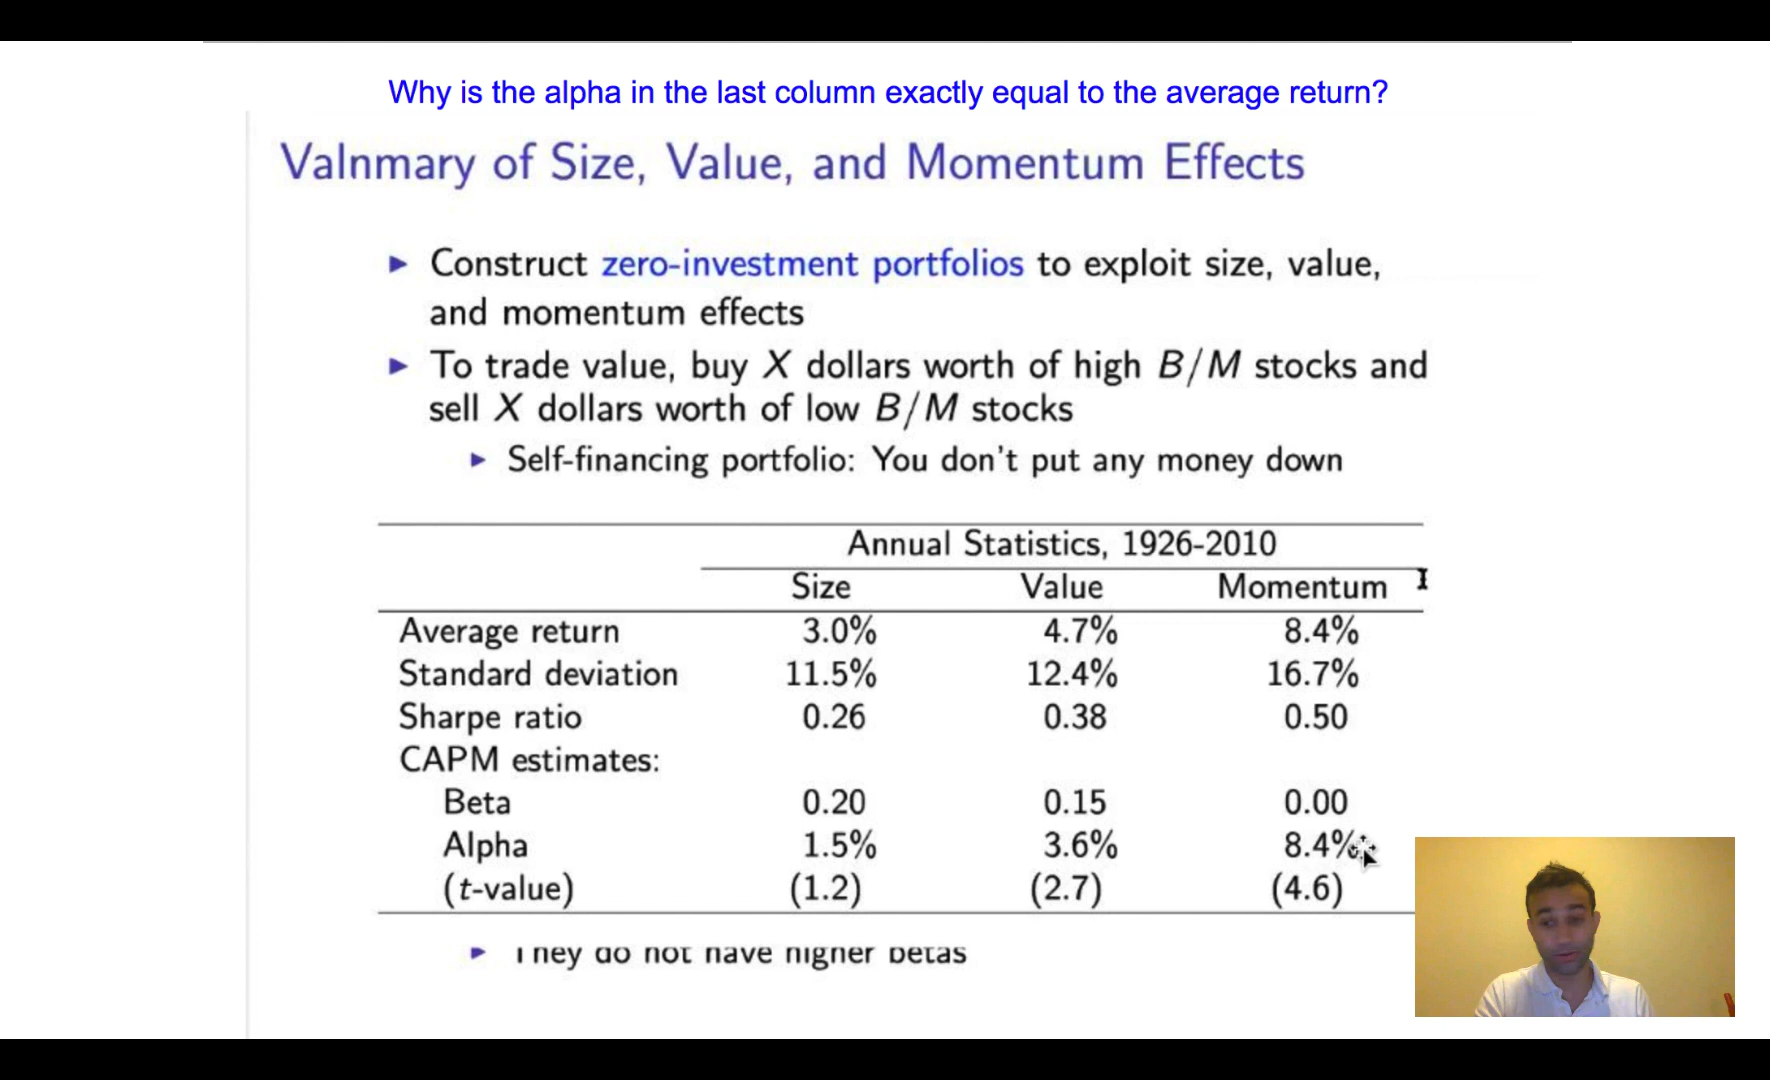 Why is the alpha in the last column exactly equal to the average return?
Valnmary of Size, Value, and Momentum Effects
Construct zero-investment portfolios to exploit size, value,
and momentum effects
To trade value, buy X dollars worth of high B/M stocks and
sell X dollars worth of low B/M stocks
Self-financing portfolio: You don't put any money down
Annual Statistics, 1926-2010
Size Value Momentum
Average return 3.0% 4.7% 8.4%
Standard deviation 11.5% 12.4% 16.7%
Sharpe ratio 0.26 0.38 0.50
CAPM estimates:
Beta 0.20 0.15 0.00
Alpha 1.5% 3.6% 8.4%
(t-value) (1.2) (2.7) (4.6)
They do not have higher betas